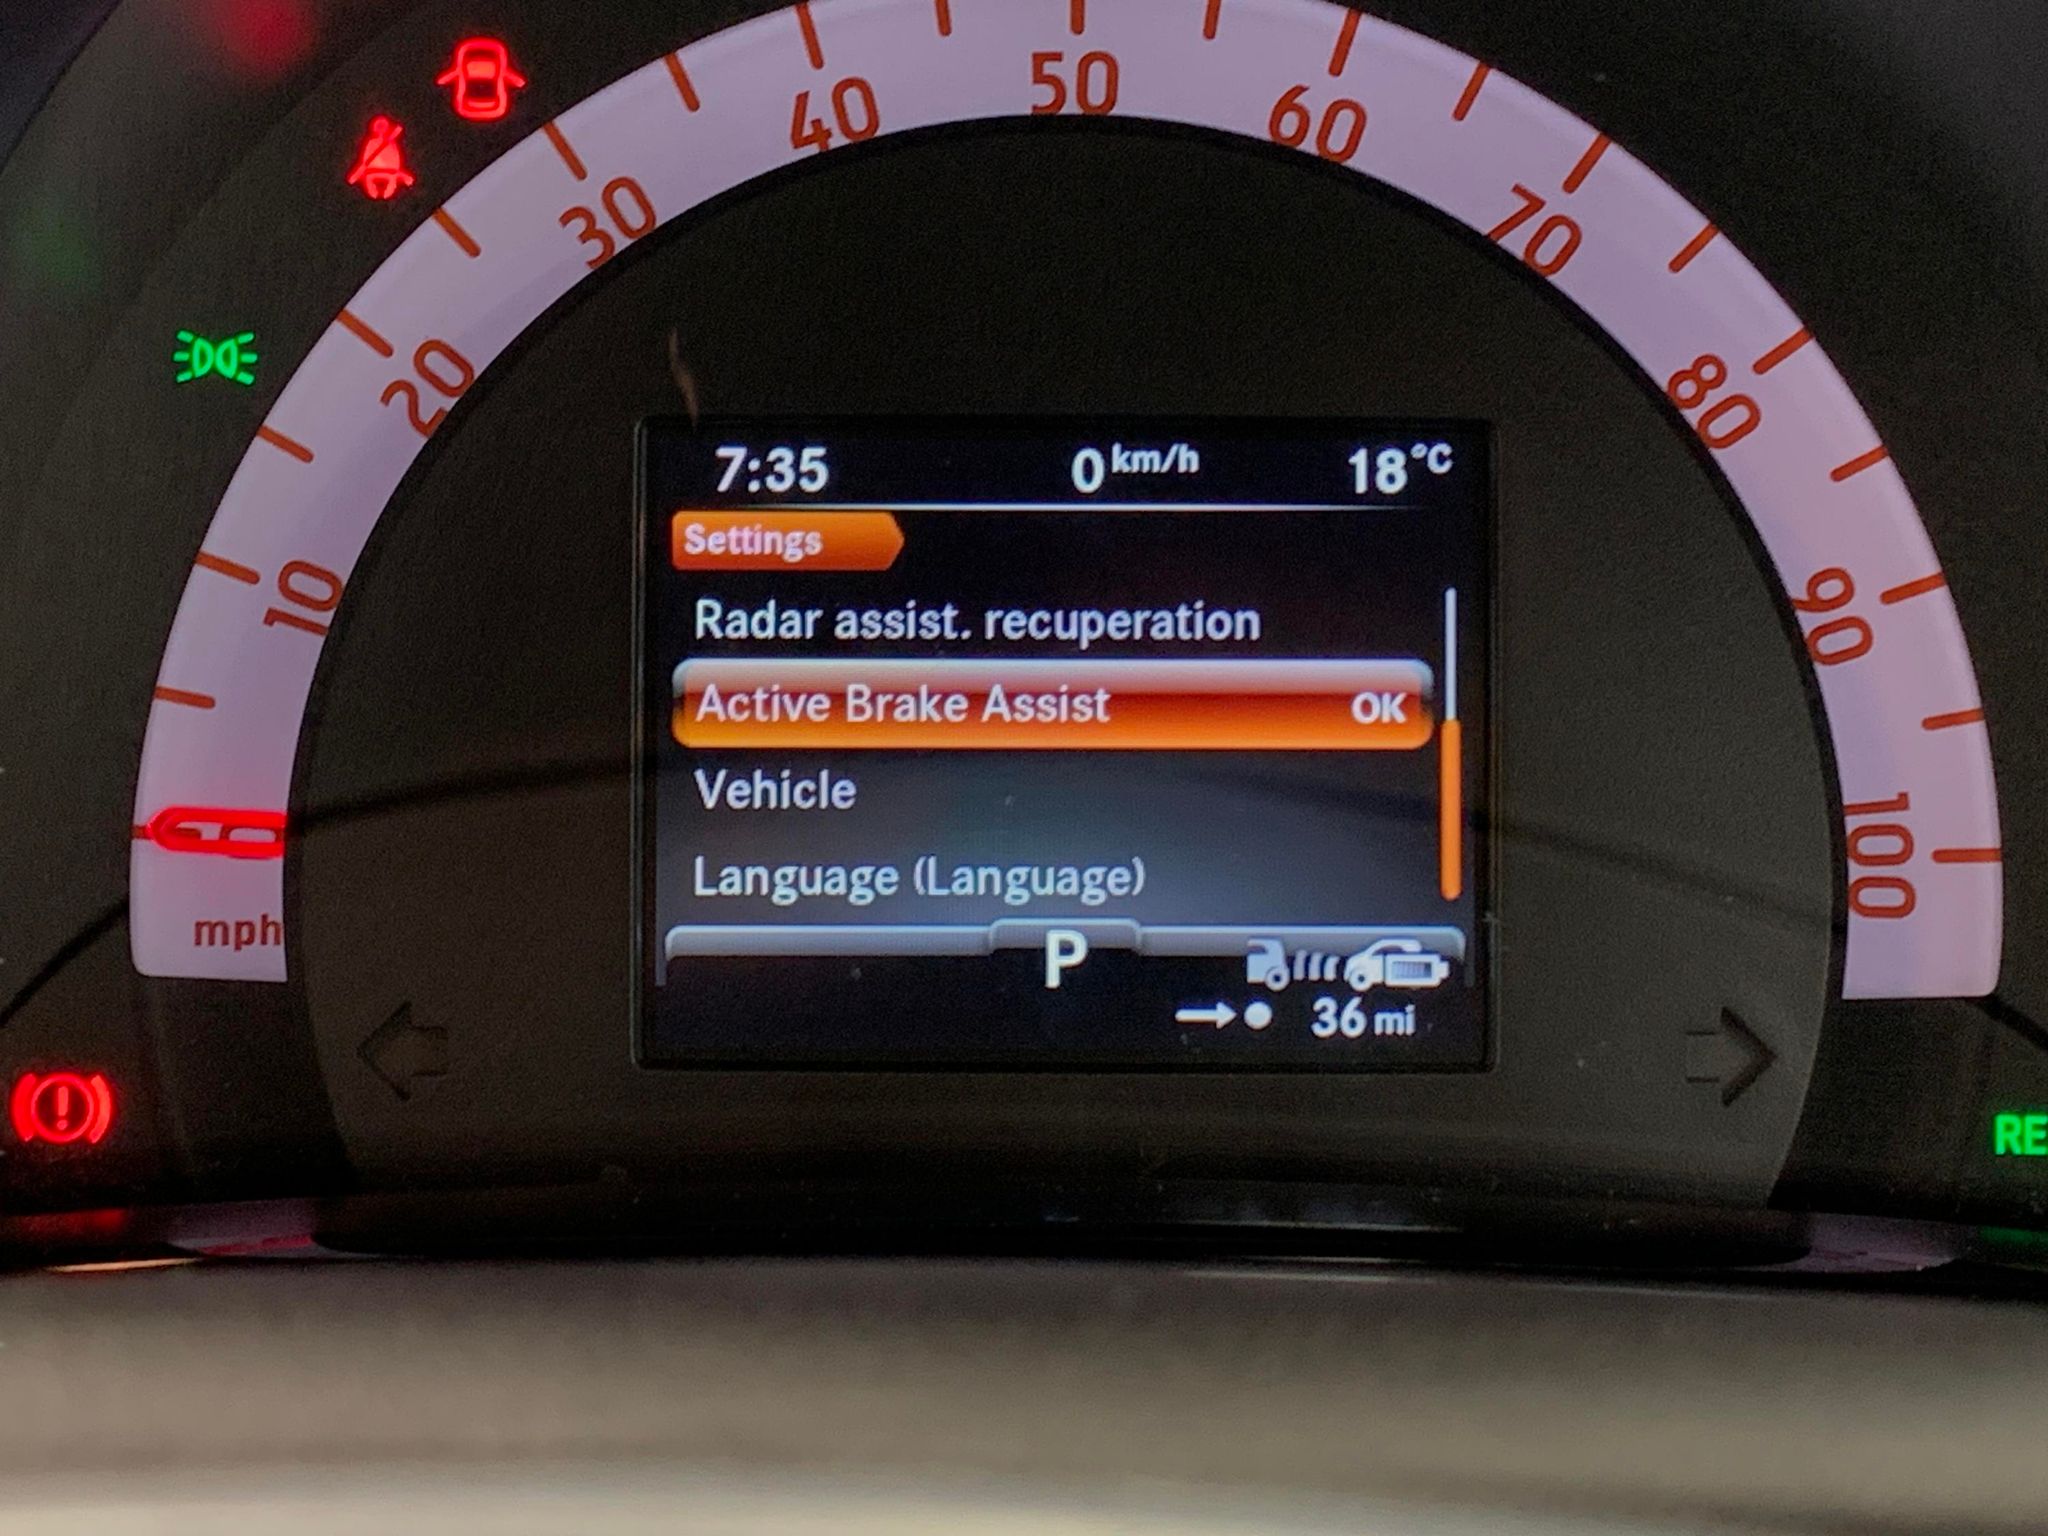 40 50 60
30 70
20 80
7:35 0 km/h 18°C
Settings
10 90
Radar assist. recuperation
Active Brake Assist OK
Vehicle
100
Language (Language)
mph
P
36 mi
RE